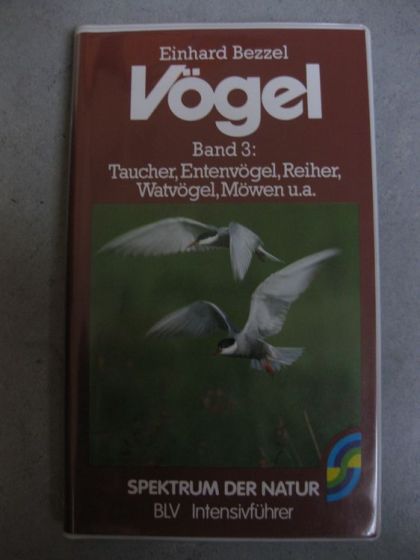 Einhard Bezzel
Vögel
Band 3:
Taucher, Entenvögel, Reiher,
Watvögel, Möwen u.a.
SPEKTRUM DER NATUR
BLV Intensivführer